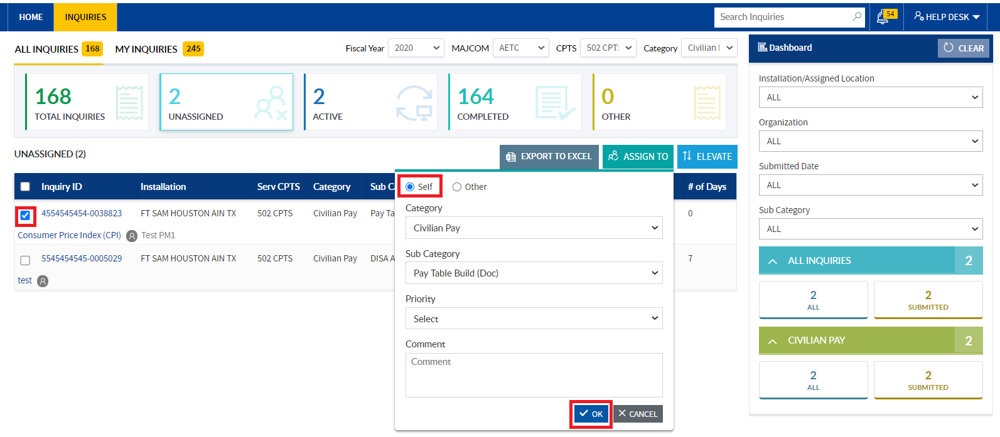 HOME INQUIRIES Search Inquiries 54 HELP DESK
ALL INQUIRIES 168 MY INQUIRIES 245 Fiscal Year 2020 MAJCOM AETC CPTS 502 CPT Category Civilian
168 2 2 164 0
TOTAL INQUIRIES UNASSIGNED ACTIVE COMPLETED OTHER
UNASSIGNED (2) EXPORT TO EXCEL ASSIGN TO ELEVATE
Inquiry ID Installation Serv CPTS Category Sub C # of Days
4554545454-0038823 FT SAM HOUSTON AIN TX 502 CPTS Civilian Pay Pay Ta 0
Consumer Price Index (CPI) Test PM1
5545454545-0005029 FT SAM HOUSTON AIN TX 502 CPTS Civilian Pay DISA A 7
test
Self Other
Category
Civilian Pay
Sub Category
Pay Table Build (Doc)
Priority
Select
Comment
Comment
OK CANCEL
Dashboard CLEAR
Installation/Assigned Location
ALL
Organization
ALL
Submitted Date
ALL
Sub Category
ALL
ALL INQUIRIES 2
2 2
ALL SUBMITTED
CIVILIAN PAY 2
2 2
ALL SUBMITTED